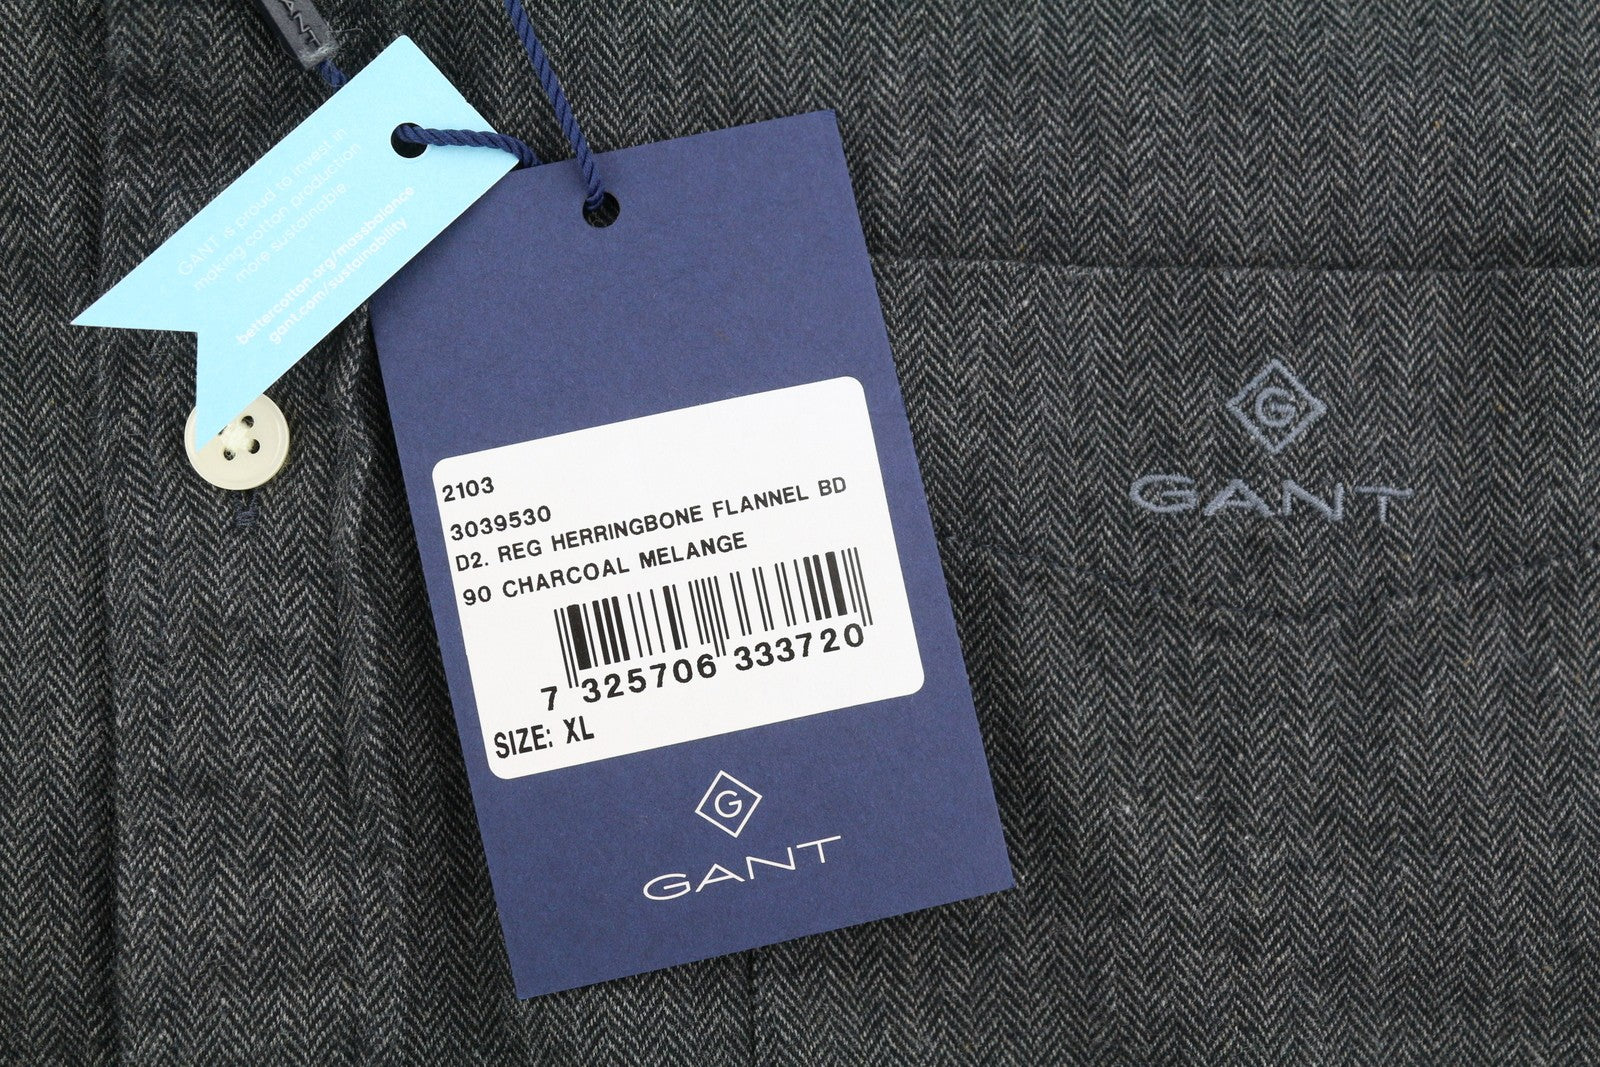 GANT
GANT is proud to invest in
making cotton production
more sustainable
bettercotton.org/massbalance
gant.com/sustainability
2103
3039530
D2. REG HERRINGBONE FLANNEL BD
90 CHARCOAL MELANGE
7 325706 333720
SIZE: XL
G
GANT
G
GANT